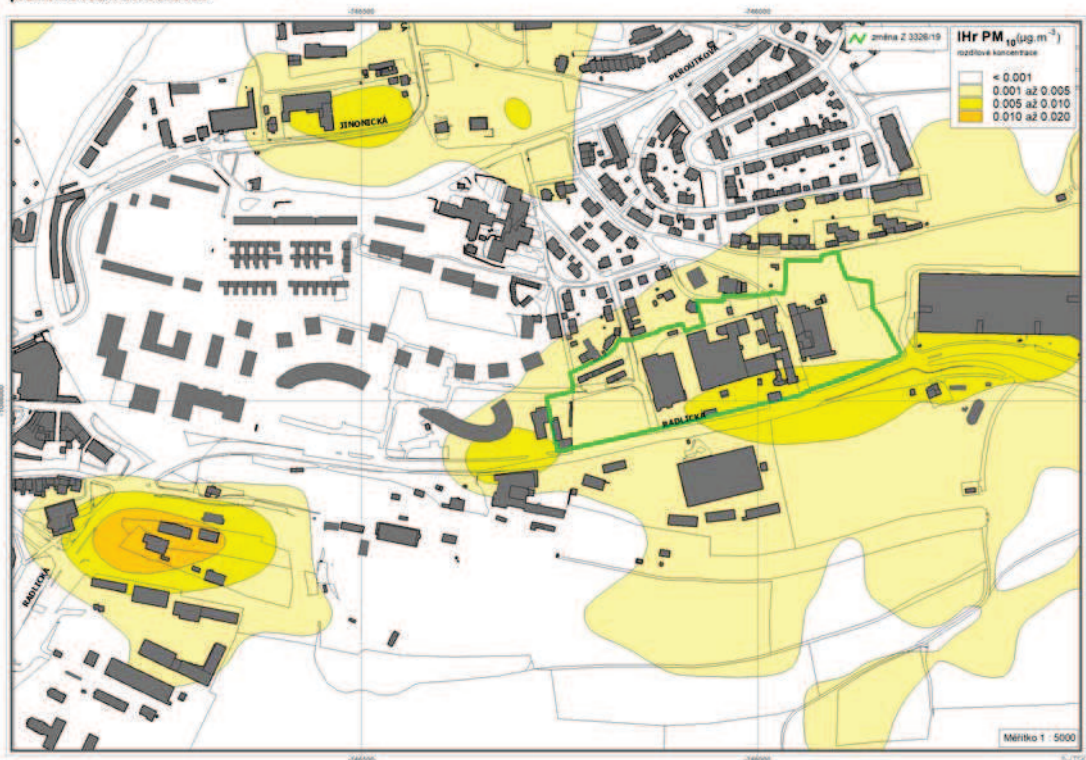 změna Z 3326/19
IHr PM10(µg.m-3)
rozdílové koncentrace
< 0.001
0.001 až 0.005
0.005 až 0.010
0.010 až 0.020
PEROUTKOVA
JINONICKÁ
RADLICKÁ
RADLICKÁ
Měřítko 1 : 5000